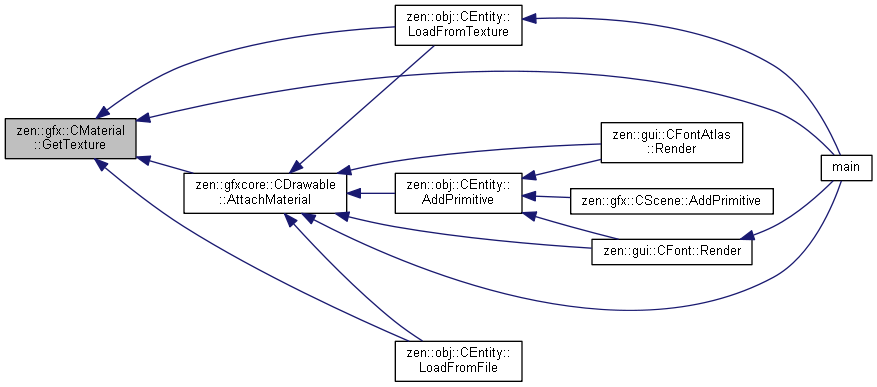 zen::obj::CEntity::
LoadFromTexture
zen::gfx::CMaterial
::GetTexture
zen::gui::CFontAtlas
::Render
main
zen::gfxcore::CDrawable
::AttachMaterial
zen::obj::CEntity::
AddPrimitive
zen::gfx::CScene::AddPrimitive
zen::gui::CFont::Render
zen::obj::CEntity::
LoadFromFile